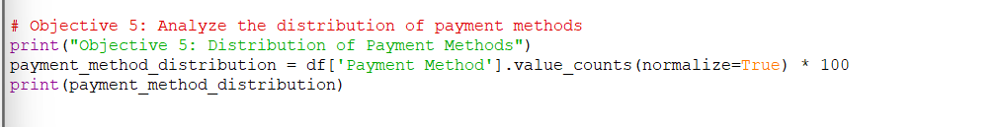 # Objective 5: Analyze the distribution of payment methods
print("Objective 5: Distribution of Payment Methods")
payment_method_distribution = df['Payment Method'].value_counts(normalize=True) * 100
print(payment_method_distribution)